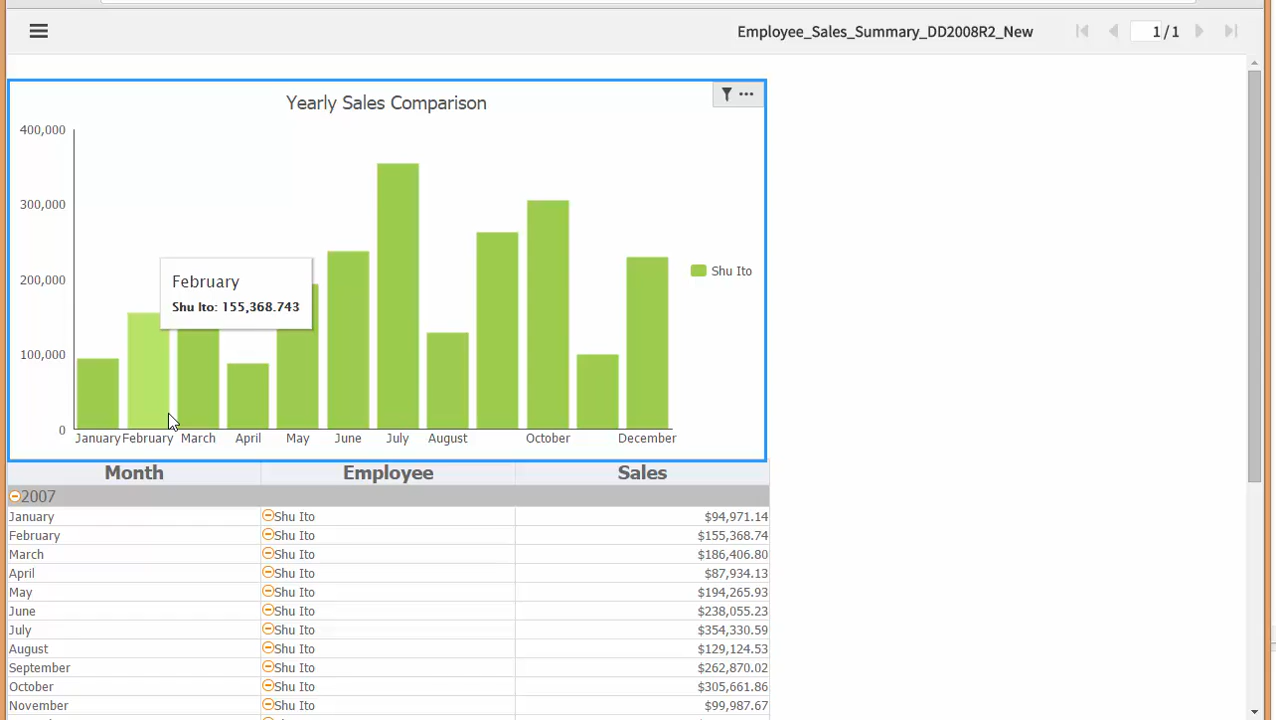 Employee_Sales_Summary_DD2008R2_New 1/1
Yearly Sales Comparison
400,000
300,000
200,000
100,000
0
February
Shu Ito: 155,368.743
Shu Ito
January February March April May June July August October December
Month Employee Sales
2007
January Shu Ito $94,971.14
February Shu Ito $155,368.74
March Shu Ito $186,406.80
April Shu Ito $87,934.13
May Shu Ito $194,265.93
June Shu Ito $238,055.23
July Shu Ito $354,330.59
August Shu Ito $129,124.53
September Shu Ito $262,870.02
October Shu Ito $305,661.86
November Shu Ito $99,987.67